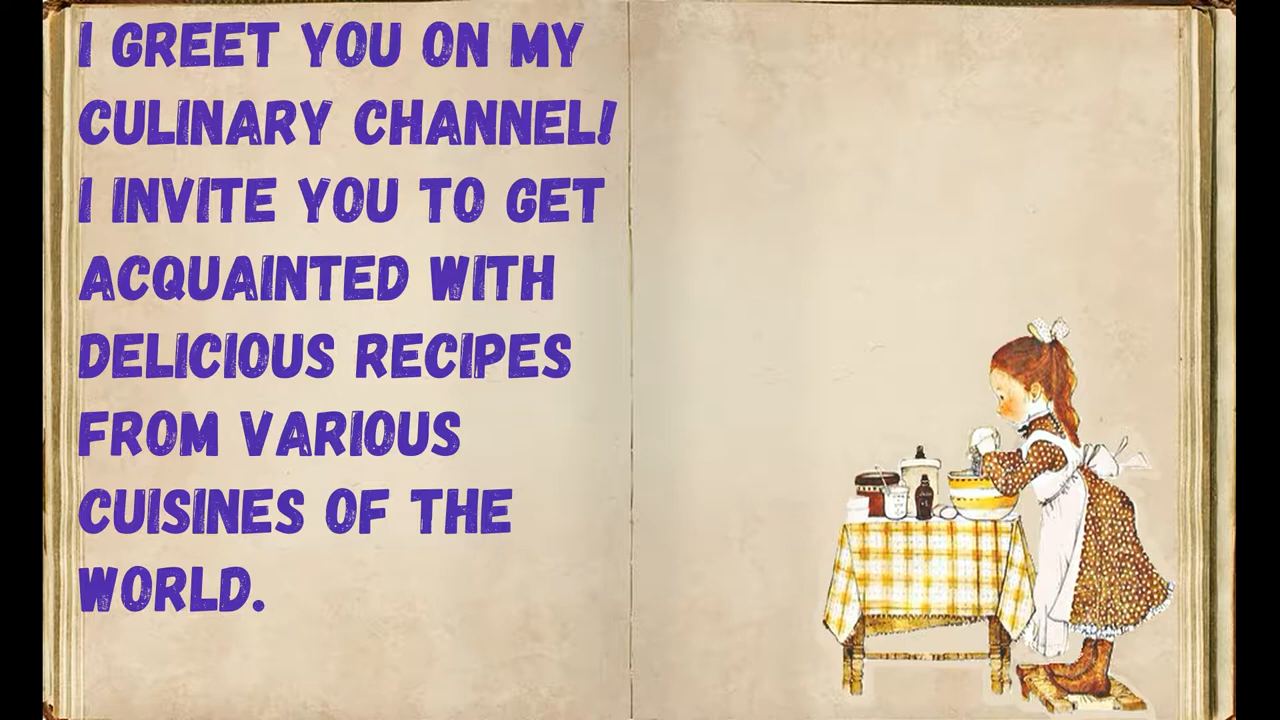 I GREET YOU ON MY
CULINARY CHANNEL!
I INVITE YOU TO GET
ACQUAINTED WITH
DELICIOUS RECIPES
FROM VARIOUS
CUISINES OF THE
WORLD.